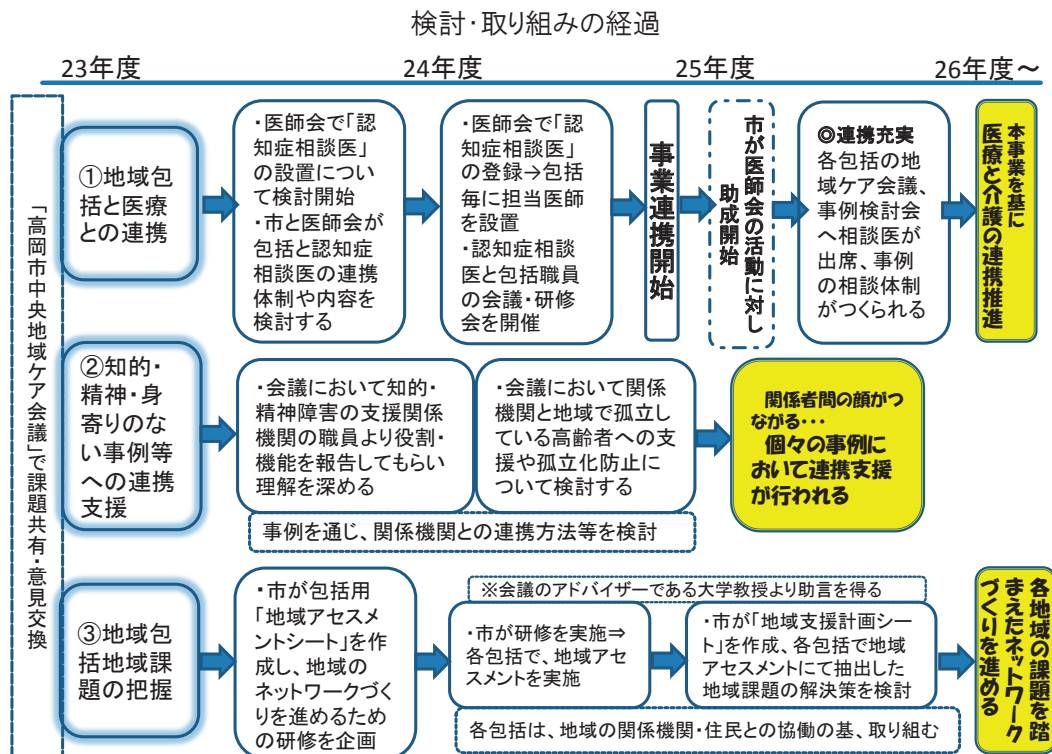 検討・取り組みの経過
23年度
24年度
25年度
26年度～
「高岡市中央地域ケア会議」で課題共有・意見交換
①地域包
括と医療
との連携
・医師会で「認
知症相談医」
の設置につい
て検討開始
・市と医師会が
包括と認知症
相談医の連携
体制や内容を
検討する
・医師会で「認
知症相談医」
の登録→包括
毎に担当医師
を設置
・認知症相談
医と包括職員
の会議・研修
会を開催
事業連携開始
市が医師会の活動に対し
助成開始
◎連携充実
各包括の地
域ケア会議、
事例検討会
へ相談医が
出席、事例
の相談体制
がつくられる
本事業を基に
医療と介護の連携推進
②知的・
精神・身
寄りのな
い事例等
への連携
支援
・会議において知的・
精神障害の支援関係
機関の職員より役割・
機能を報告してもらい
理解を深める
・会議において関係
機関と地域で孤立し
ている高齢者への支
援や孤立化防止に
ついて検討する
関係者間の顔がつ
ながる・・・
個々の事例に
おいて連携支援
が行われる
事例を通じ、関係機関との連携方法等を検討
③地域包
括地域課
題の把握
・市が包括用
「地域アセスメ
ントシート」を作
成し、地域の
ネットワークづく
りを進めるため
の研修を企画
※会議のアドバイザーである大学教授より助言を得る
・市が研修を実施⇒
各包括で、地域アセ
スメントを実施
・市が「地域支援計画シー
ト」を作成、各包括で地域
アセスメントにて抽出した
地域課題の解決策を検討
各包括は、地域の関係機関・住民との協働の基、取り組む
各地域の課題を踏
まえたネットワーク
づくりを進める